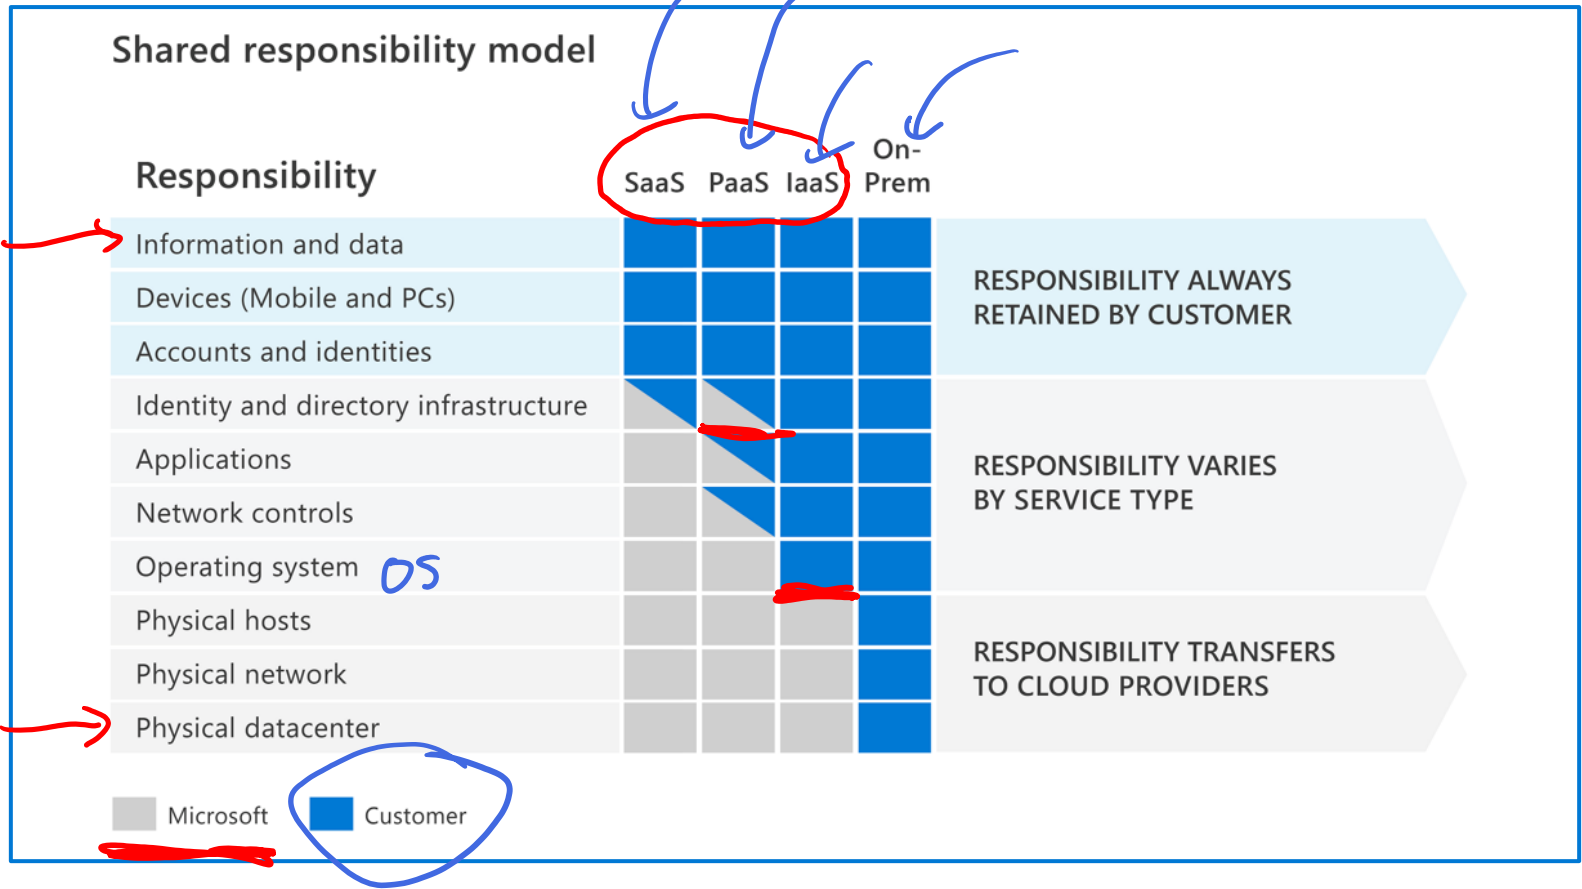 Shared responsibility model
Responsibility
SaaS PaaS IaaS On-
Prem
Information and data
Devices (Mobile and PCs)
Accounts and identities
RESPONSIBILITY ALWAYS
RETAINED BY CUSTOMER
Identity and directory infrastructure
Applications
Network controls
Operating system OS
RESPONSIBILITY VARIES
BY SERVICE TYPE
Physical hosts
Physical network
Physical datacenter
RESPONSIBILITY TRANSFERS
TO CLOUD PROVIDERS
Microsoft Customer